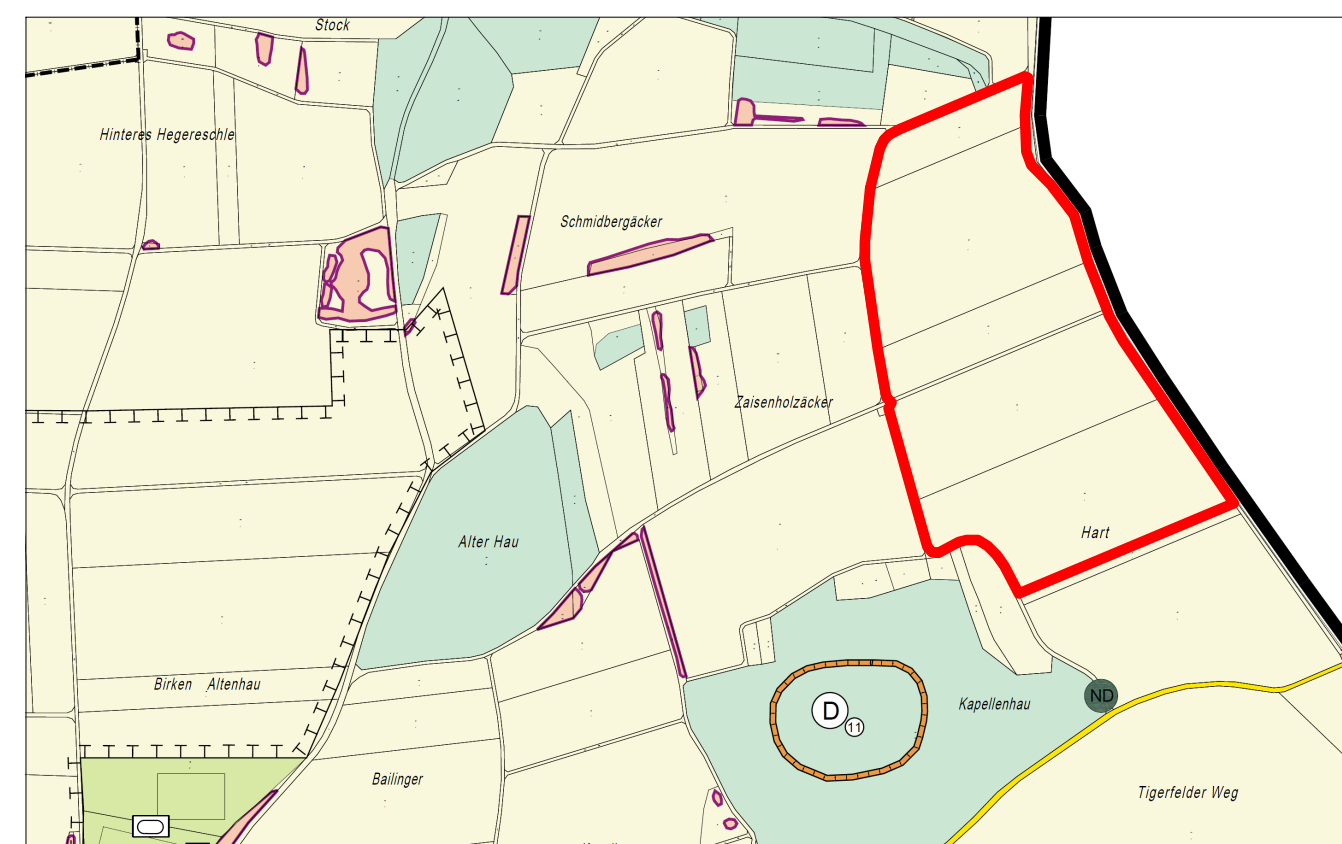 Stock
Hinteres Hegereschle
Schmidbergäcker
Zaisenholzäcker
Hart
Alter Hau
Birken Altenhau
Kapellenhau
ND
D
11
Bailinger
Tigerfelder Weg